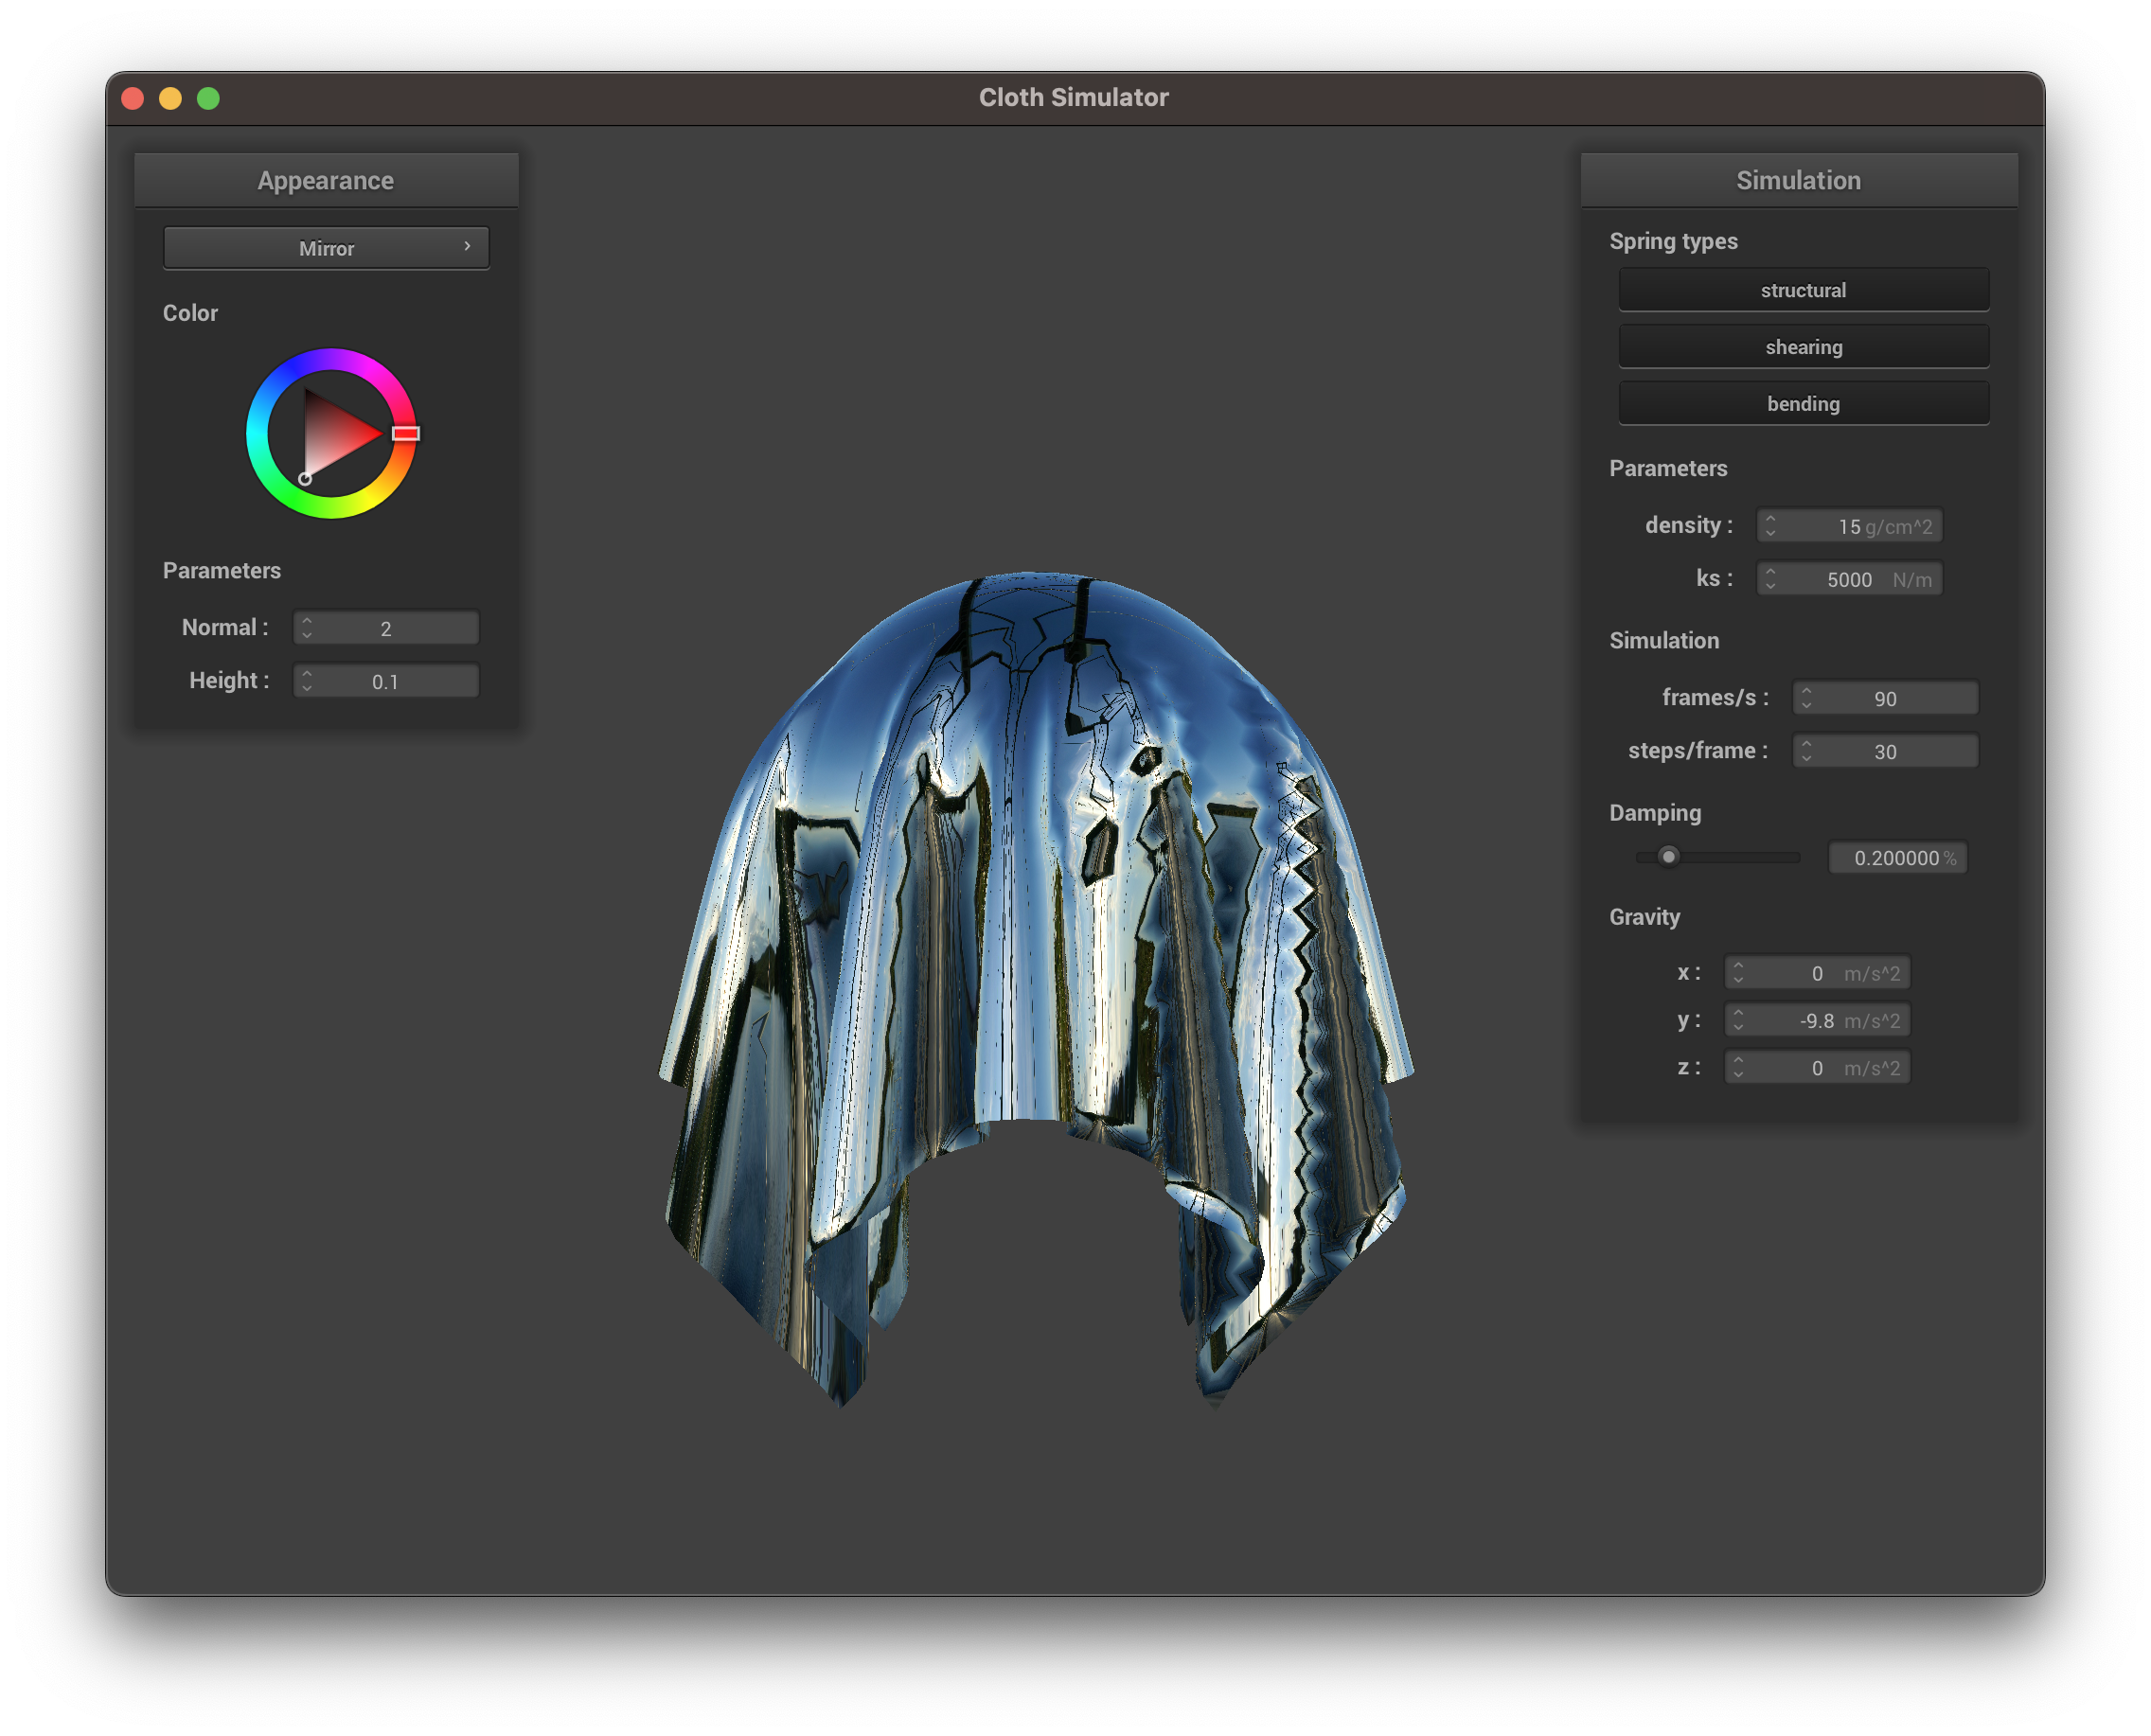 Cloth Simulator
Appearance
Mirror
Color
Parameters
Normal : 2
Height : 0.1
Simulation
Spring types
structural
shearing
bending
Parameters
density : 15 g/cm^2
ks : 5000 N/m
Simulation
frames/s : 90
steps/frame : 30
Damping
0.200000 %
Gravity
x : 0 m/s^2
y : -9.8 m/s^2
z : 0 m/s^2